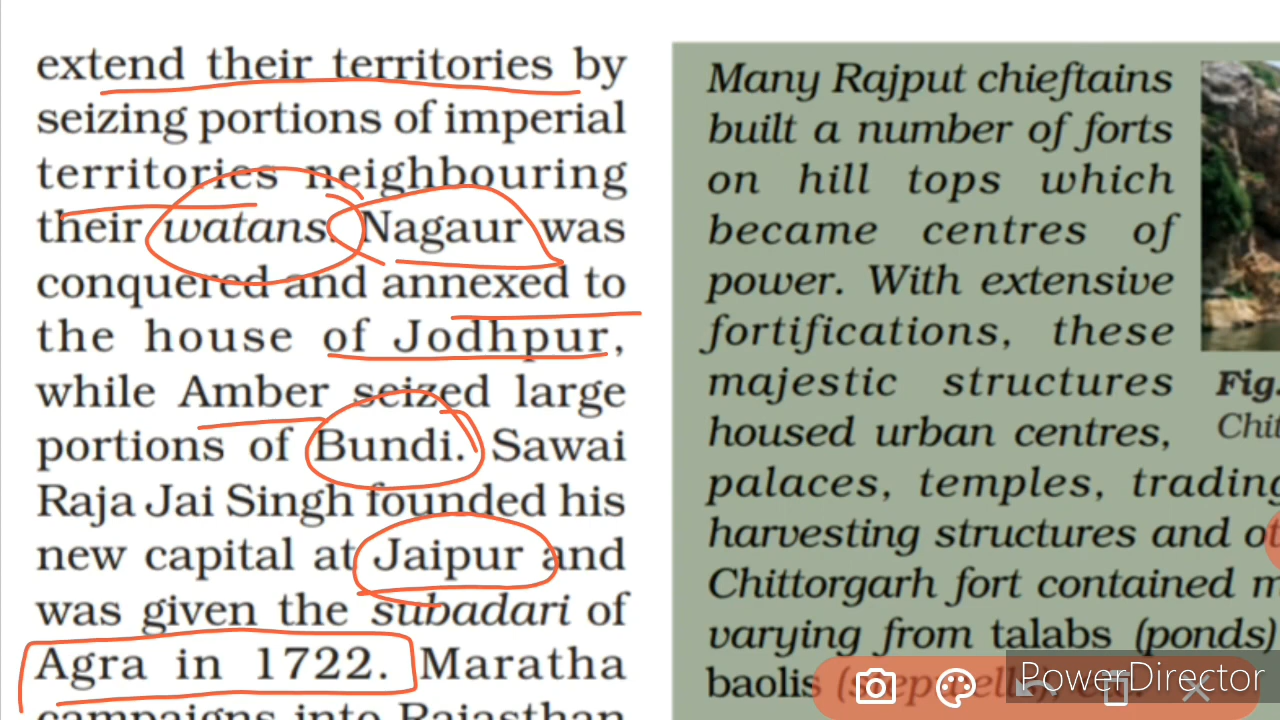 extend their territories by
seizing portions of imperial
territories neighbouring
their watans. Nagaur was
conquered and annexed to
the house of Jodhpur,
while Amber seized large
portions of Bundi. Sawai
Raja Jai Singh founded his
new capital at Jaipur and
was given the subadari of
Agra in 1722. Maratha
campaigns into Rajasthan
Many Rajput chieftains
built a number of forts
on hill tops which
became centres of
power. With extensive
fortifications, these
majestic structures
housed urban centres,
palaces, temples, trading
harvesting structures and
Chittorgarh fort contained
varying from talabs (ponds)
baolis (stepwells), etc.
Fig.
Chit
PowerDirector